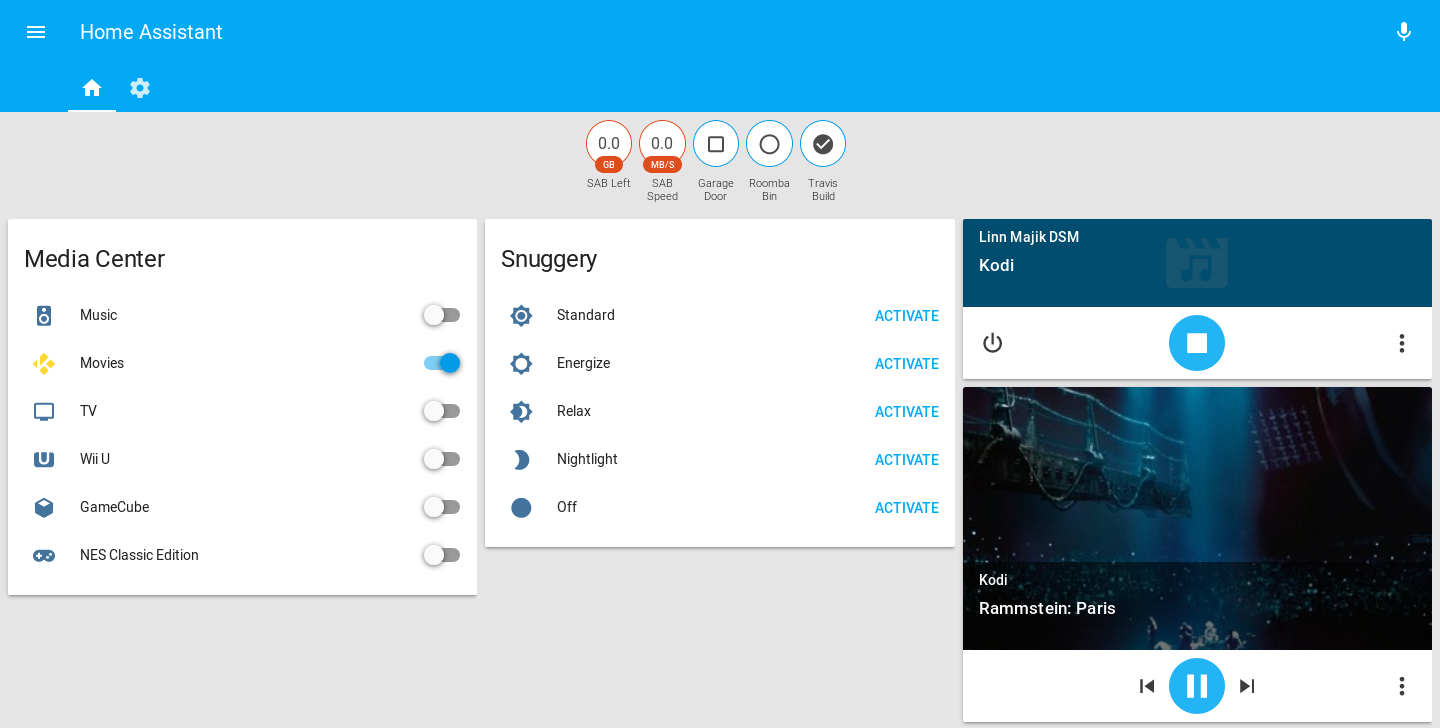 Home Assistant
0.0
GB
SAB Left
0.0
MB/S
SAB
Speed
Garage
Door
Roomba
Bin
Travis
Build
Media Center
Music
Movies
TV
Wii U
GameCube
NES Classic Edition
Snuggery
Standard ACTIVATE
Energize ACTIVATE
Relax ACTIVATE
Nightlight ACTIVATE
Off ACTIVATE
Linn Majik DSM
Kodi
Kodi
Rammstein: Paris